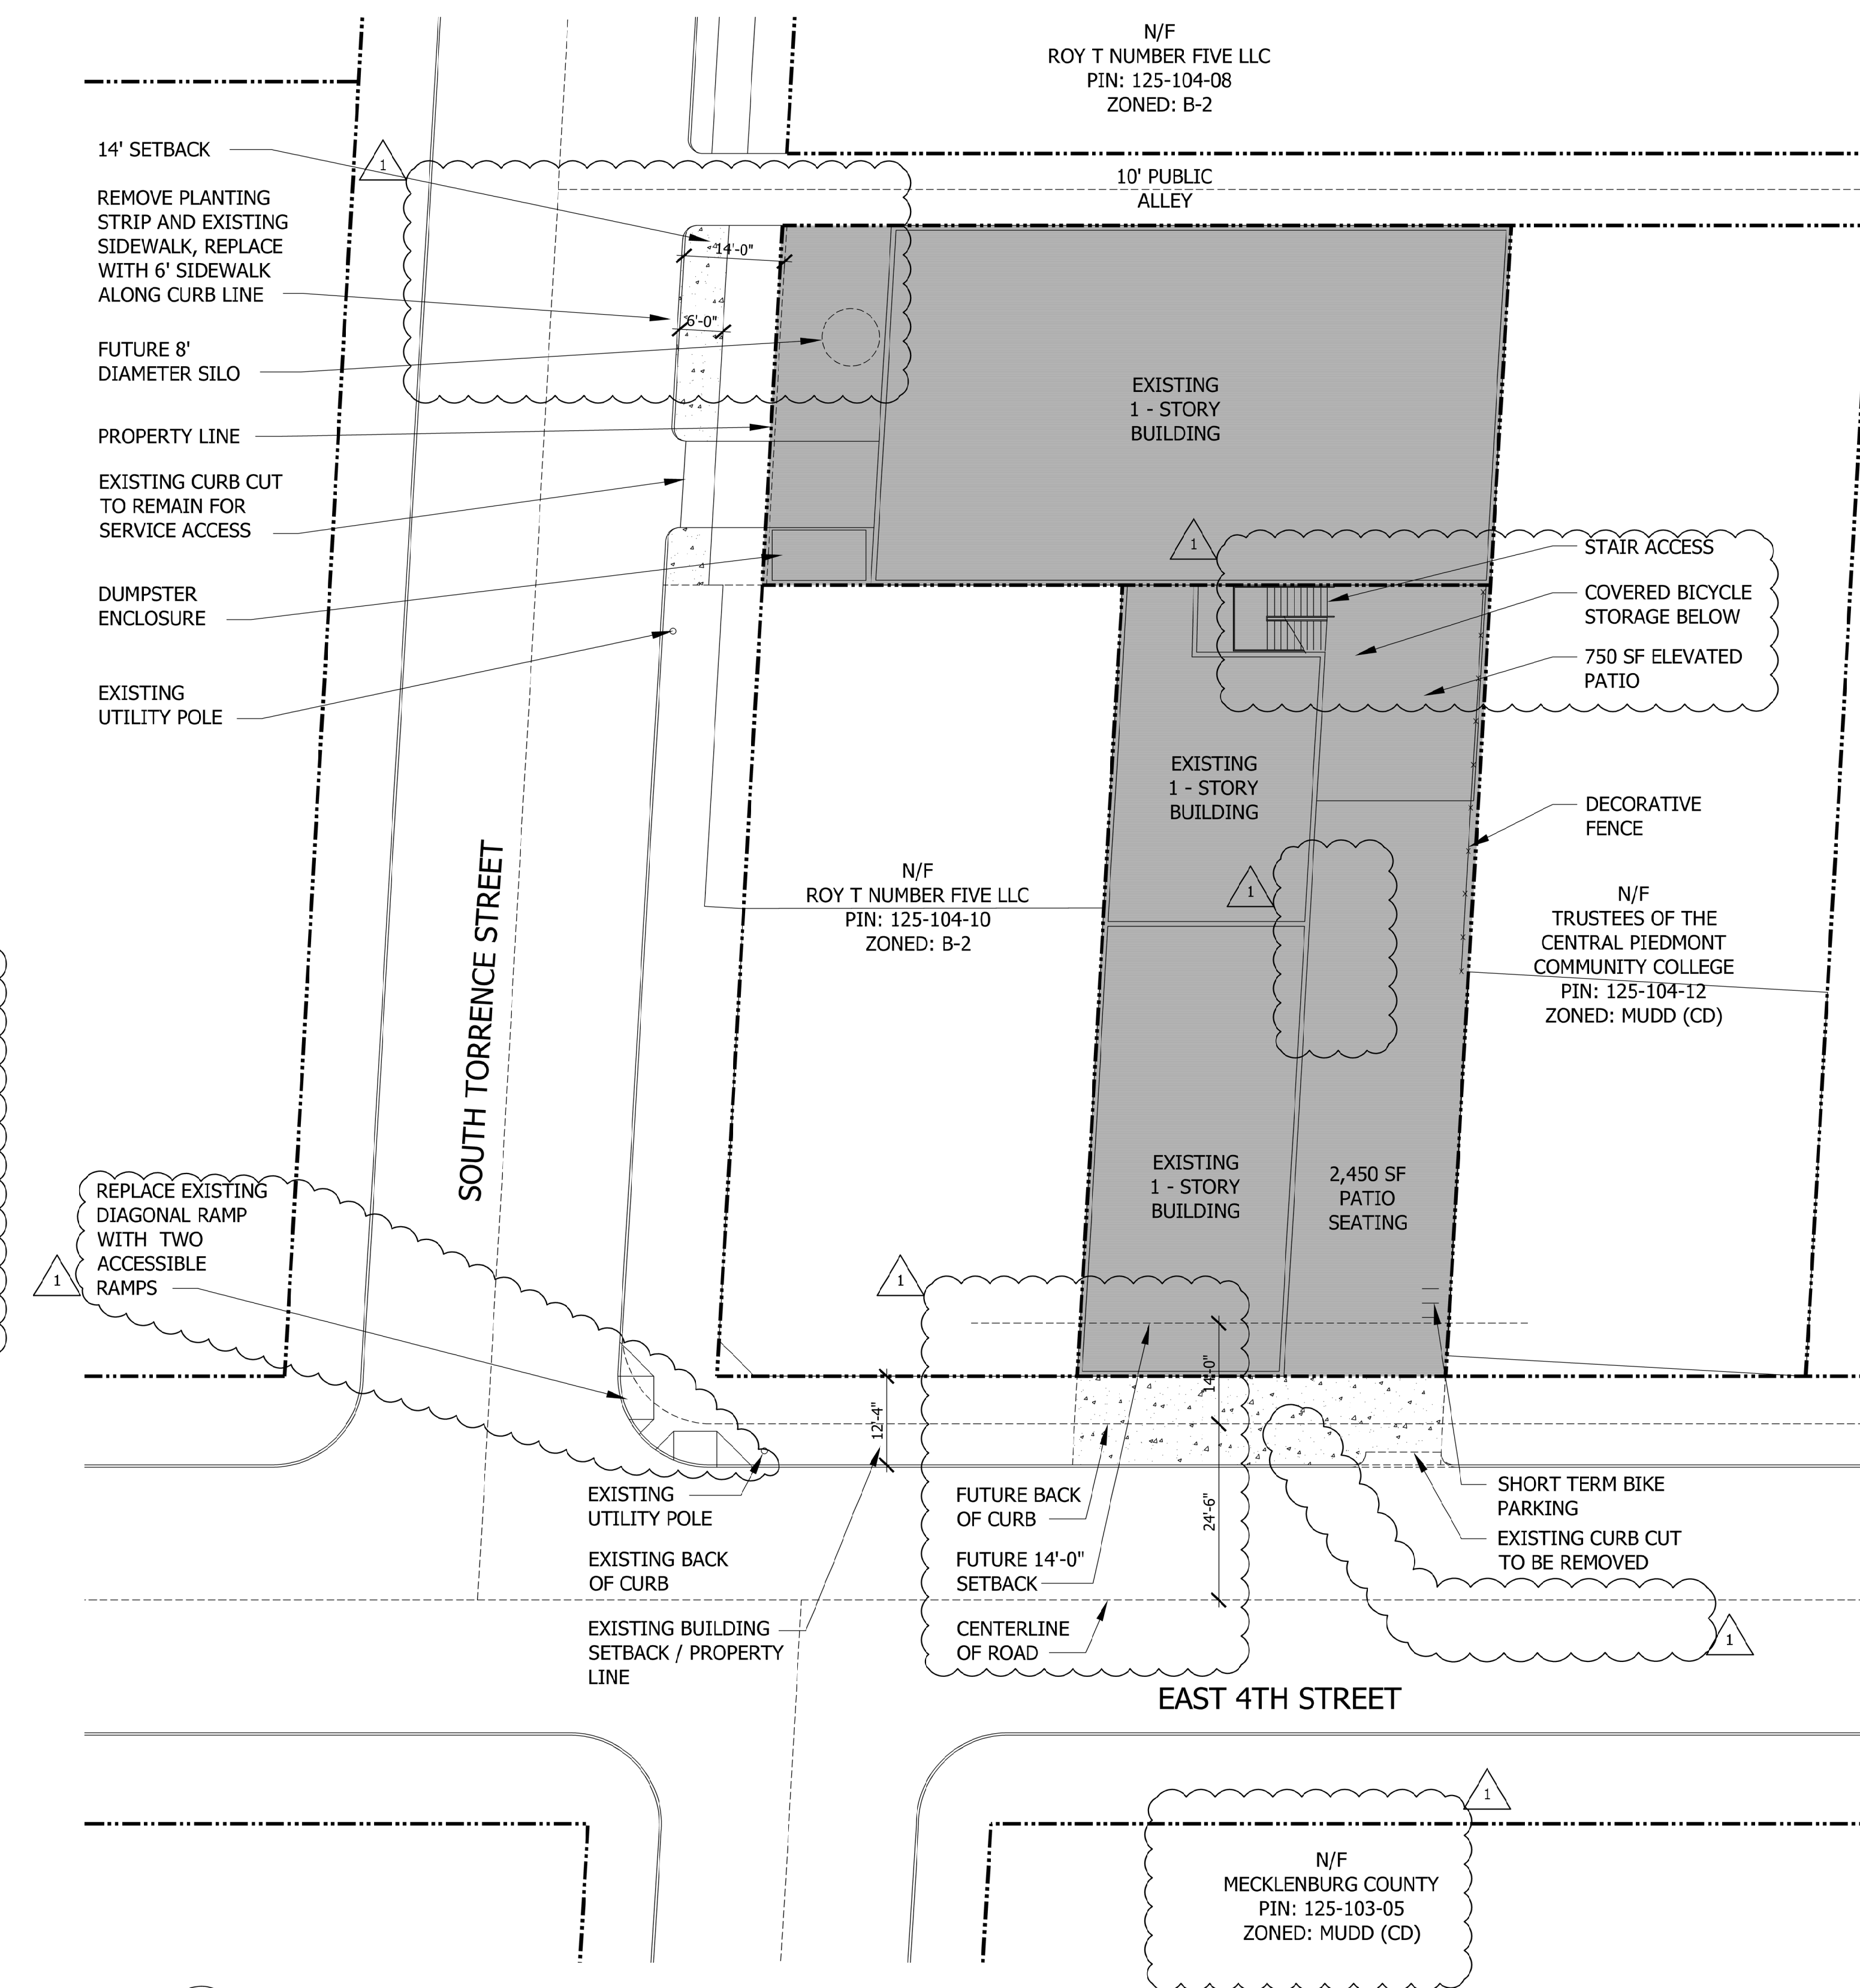 N/F
ROY T NUMBER FIVE LLC
PIN: 125-104-08
ZONED: B-2
10' PUBLIC
ALLEY
14' SETBACK
1
REMOVE PLANTING
STRIP AND EXISTING
SIDEWALK, REPLACE
WITH 6' SIDEWALK
ALONG CURB LINE
14'-0"
6'-0"
FUTURE 8'
DIAMETER SILO
PROPERTY LINE
EXISTING CURB CUT
TO REMAIN FOR
SERVICE ACCESS
DUMPSTER
ENCLOSURE
EXISTING
UTILITY POLE
EXISTING
1 - STORY
BUILDING
1
STAIR ACCESS
COVERED BICYCLE
STORAGE BELOW
750 SF ELEVATED
PATIO
EXISTING
1 - STORY
BUILDING
DECORATIVE
FENCE
1
N/F
ROY T NUMBER FIVE LLC
PIN: 125-104-10
ZONED: B-2
N/F
TRUSTEES OF THE
CENTRAL PIEDMONT
COMMUNITY COLLEGE
PIN: 125-104-12
ZONED: MUDD (CD)
SOUTH TORRENCE STREET
REPLACE EXISTING
DIAGONAL RAMP
WITH TWO
ACCESSIBLE
RAMPS
1
EXISTING
1 - STORY
BUILDING
2,450 SF
PATIO
SEATING
1
14'-0"
12'-4"
24'-6"
EXISTING
UTILITY POLE
EXISTING BACK
OF CURB
EXISTING BUILDING
SETBACK / PROPERTY
LINE
FUTURE BACK
OF CURB
FUTURE 14'-0"
SETBACK
CENTERLINE
OF ROAD
SHORT TERM BIKE
PARKING
EXISTING CURB CUT
TO BE REMOVED
1
EAST 4TH STREET
1
N/F
MECKLENBURG COUNTY
PIN: 125-103-05
ZONED: MUDD (CD)